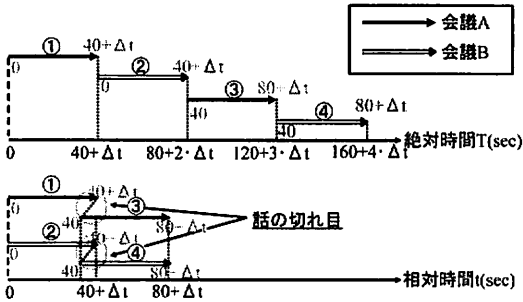 会議A
会議B
① 40+Δt
0 ② 40+Δt
0 ③ 80+Δt
40 ④ 80+Δt
40
絶対時間T(sec)
0 40+Δt 80+2·Δt 120+3·Δt 160+4·Δt
① 40+Δt
0 ③
40 80+Δt
話の切れ目
② 40+Δt
0 ④
40 80+Δt
相対時間t(sec)
0 40+Δt 80+Δt